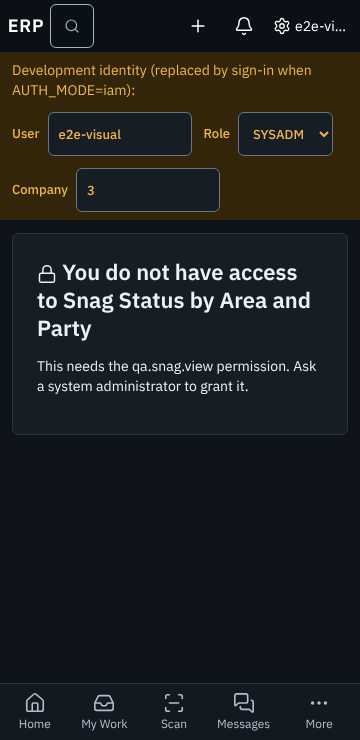 ERP
e2e-vi...
Development identity (replaced by sign-in when
AUTH_MODE=iam):
User
e2e-visual
Role
SYSADM
Company
3
You do not have access
to Snag Status by Area and
Party
This needs the qa.snag.view permission. Ask
a system administrator to grant it.
Home
My Work
Scan
Messages
More